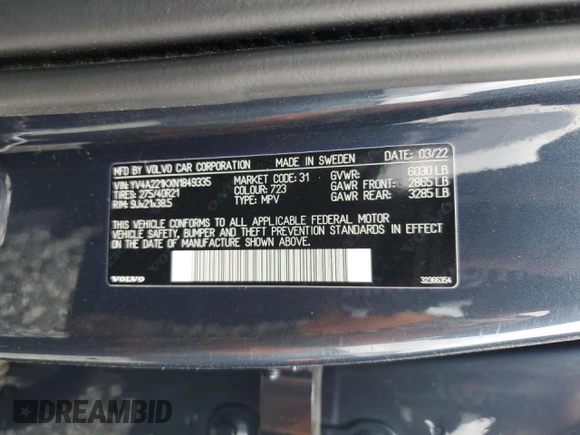 MFD BY VOLVO CAR CORPORATION MADE IN SWEDEN DATE: 03/22
VIN: YV4A221K0N1849335 MARKET CODE: 31 GVWR: 6030 LB
TIRES: 275/40R21 COLOUR: 723 GAWR FRONT: 2865 LB
RIM: 9Jx21x38.5 TYPE: MPV GAWR REAR: 3285 LB
THIS VEHICLE CONFORMS TO ALL APPLICABLE FEDERAL MOTOR
VEHICLE SAFETY, BUMPER AND THEFT PREVENTION STANDARDS IN EFFECT
ON THE DATE OF MANUFACTURE SHOWN ABOVE.
VOLVO
DREAMBID